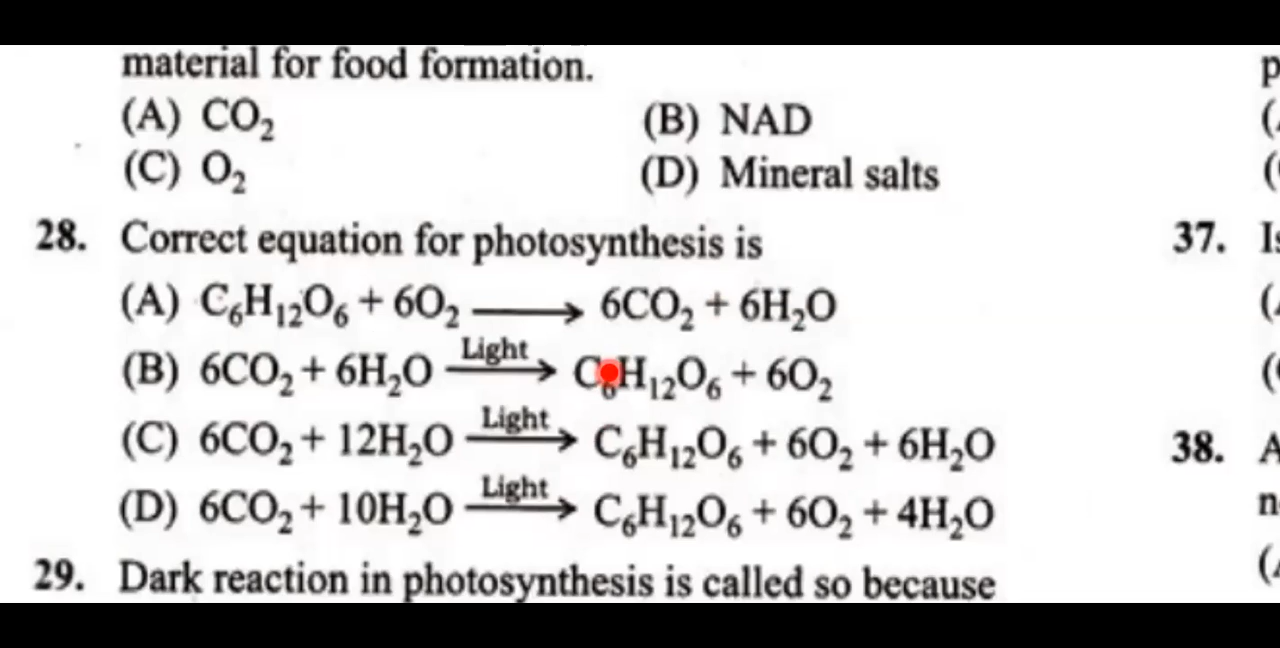 material for food formation.
(A) CO₂ (B) NAD
(C) O₂ (D) Mineral salts
28. Correct equation for photosynthesis is
(A) C₆H₁₂O₆ + 6O₂ ⟶ 6CO₂ + 6H₂O
(B) 6CO₂ + 6H₂O —Light→ C₆H₁₂O₆ + 6O₂
(C) 6CO₂ + 12H₂O —Light→ C₆H₁₂O₆ + 6O₂ + 6H₂O
(D) 6CO₂ + 10H₂O —Light→ C₆H₁₂O₆ + 6O₂ + 4H₂O
29. Dark reaction in photosynthesis is called so because
37.
38. A